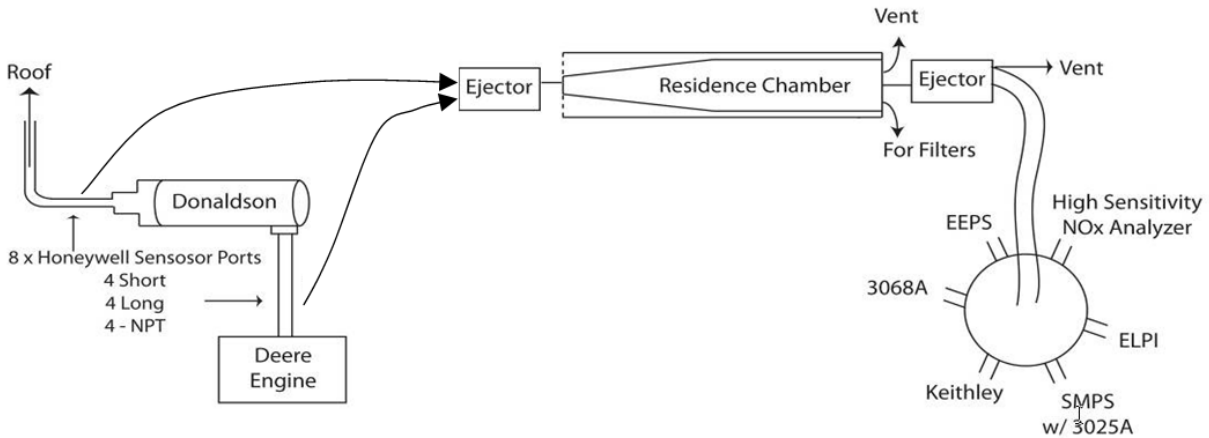 Roof
Donaldson
8 x Honeywell Sensosor Ports
4 Short
4 Long
4 - NPT
Deere
Engine
Ejector
Residence Chamber
Vent
Ejector
Vent
For Filters
EEPS
High Sensitivity
NOx Analyzer
3068A
ELPI
Keithley
SMPS
w/ 3025A